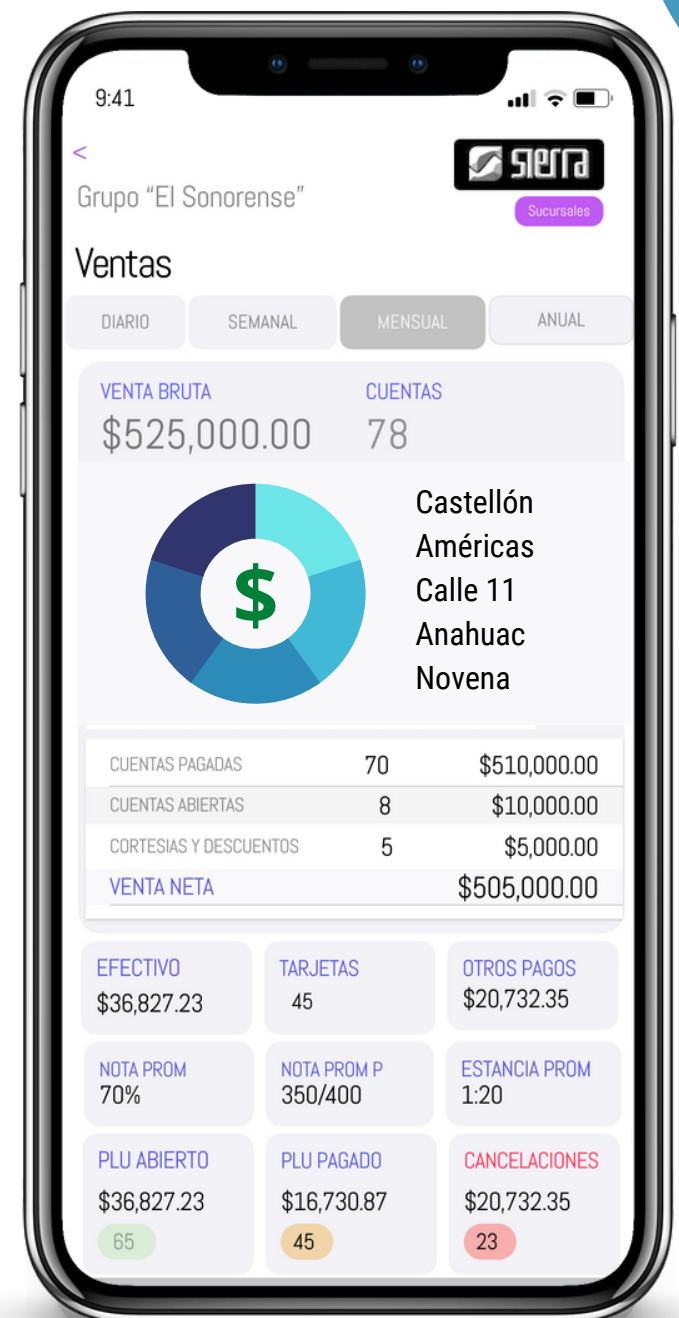 9:41
<
sierra
Grupo "El Sonorense"
Sucursales
Ventas
DIARIO SEMANAL MENSUAL ANUAL
VENTA BRUTA CUENTAS
$525,000.00 78
Castellón
Américas
$ Calle 11
Anahuac
Novena
CUENTAS PAGADAS 70 $510,000.00
CUENTAS ABIERTAS 8 $10,000.00
CORTESIAS Y DESCUENTOS 5 $5,000.00
VENTA NETA $505,000.00
EFECTIVO TARJETAS OTROS PAGOS
$36,827.23 45 $20,732.35
NOTA PROM NOTA PROM P ESTANCIA PROM
70% 350/400 1:20
PLU ABIERTO PLU PAGADO CANCELACIONES
$36,827.23 $16,730.87 $20,732.35
65 45 23